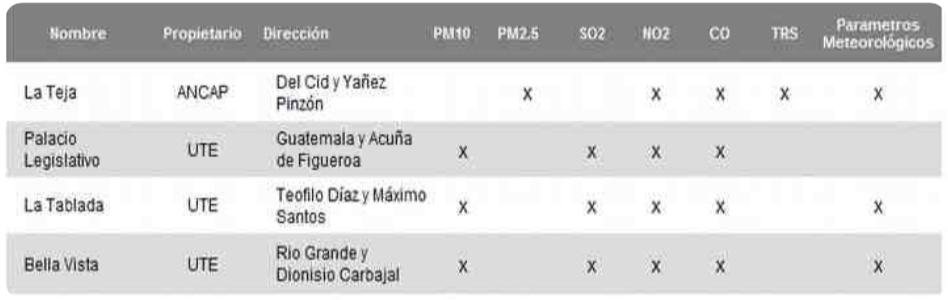 Nombre Propietario Dirección PM10 PM2.5 SO2 NO2 CO TRS Parametros
Meteorológicos
La Teja ANCAP Del Cid y Yañez
Pinzón X X X X X
Palacio
Legislativo UTE Guatemala y Acuña
de Figueroa X X X X
La Tablada UTE Teofilo Díaz y Máximo
Santos X X X X X
Bella Vista UTE Rio Grande y
Dionisio Carbajal X X X X X